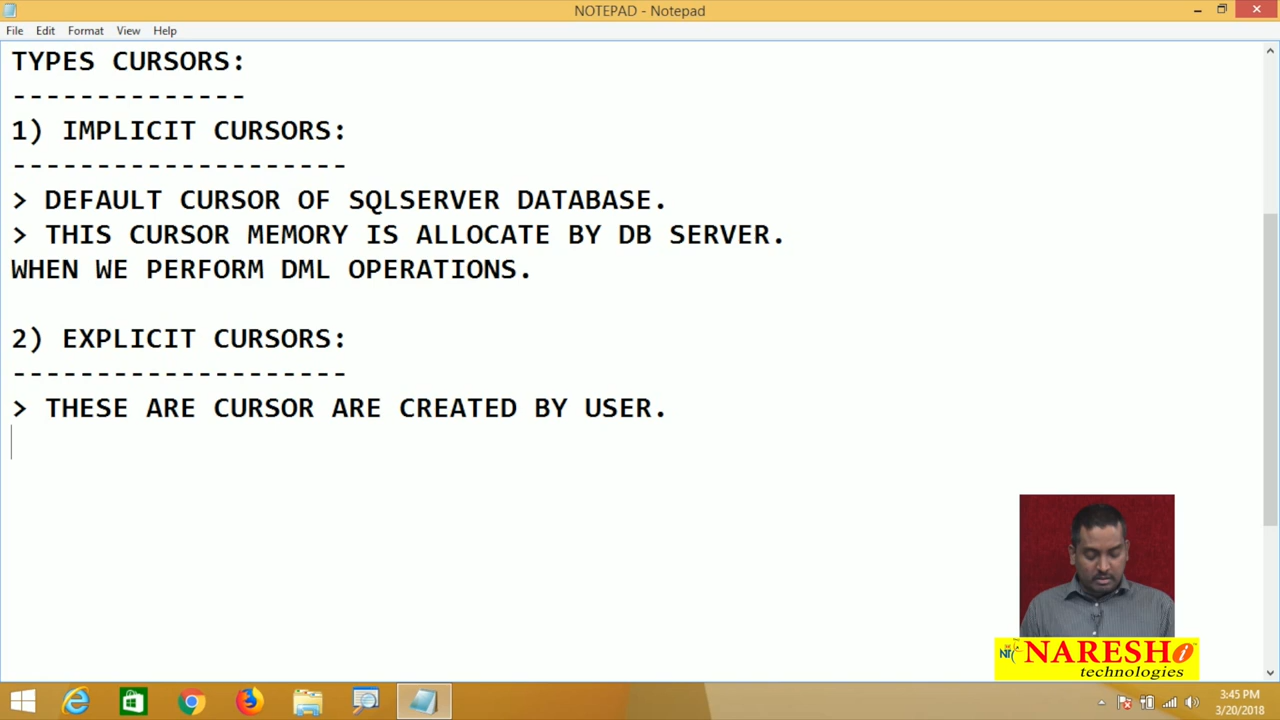 NOTEPAD - Notepad
File Edit Format View Help
TYPES CURSORS:
--------------
1) IMPLICIT CURSORS:
--------------------
> DEFAULT CURSOR OF SQLSERVER DATABASE.
> THIS CURSOR MEMORY IS ALLOCATE BY DB SERVER.
WHEN WE PERFORM DML OPERATIONS.
2) EXPLICIT CURSORS:
--------------------
> THESE ARE CURSOR ARE CREATED BY USER.
NARESH i
technologies
3:45 PM
3/20/2018